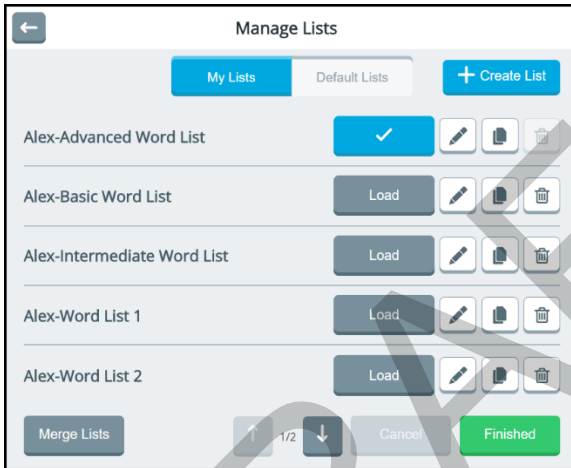 Manage Lists
My Lists Default Lists + Create List
Alex-Advanced Word List
Alex-Basic Word List Load
Alex-Intermediate Word List Load
Alex-Word List 1 Load
Alex-Word List 2 Load
Merge Lists 1/2 Cancel Finished